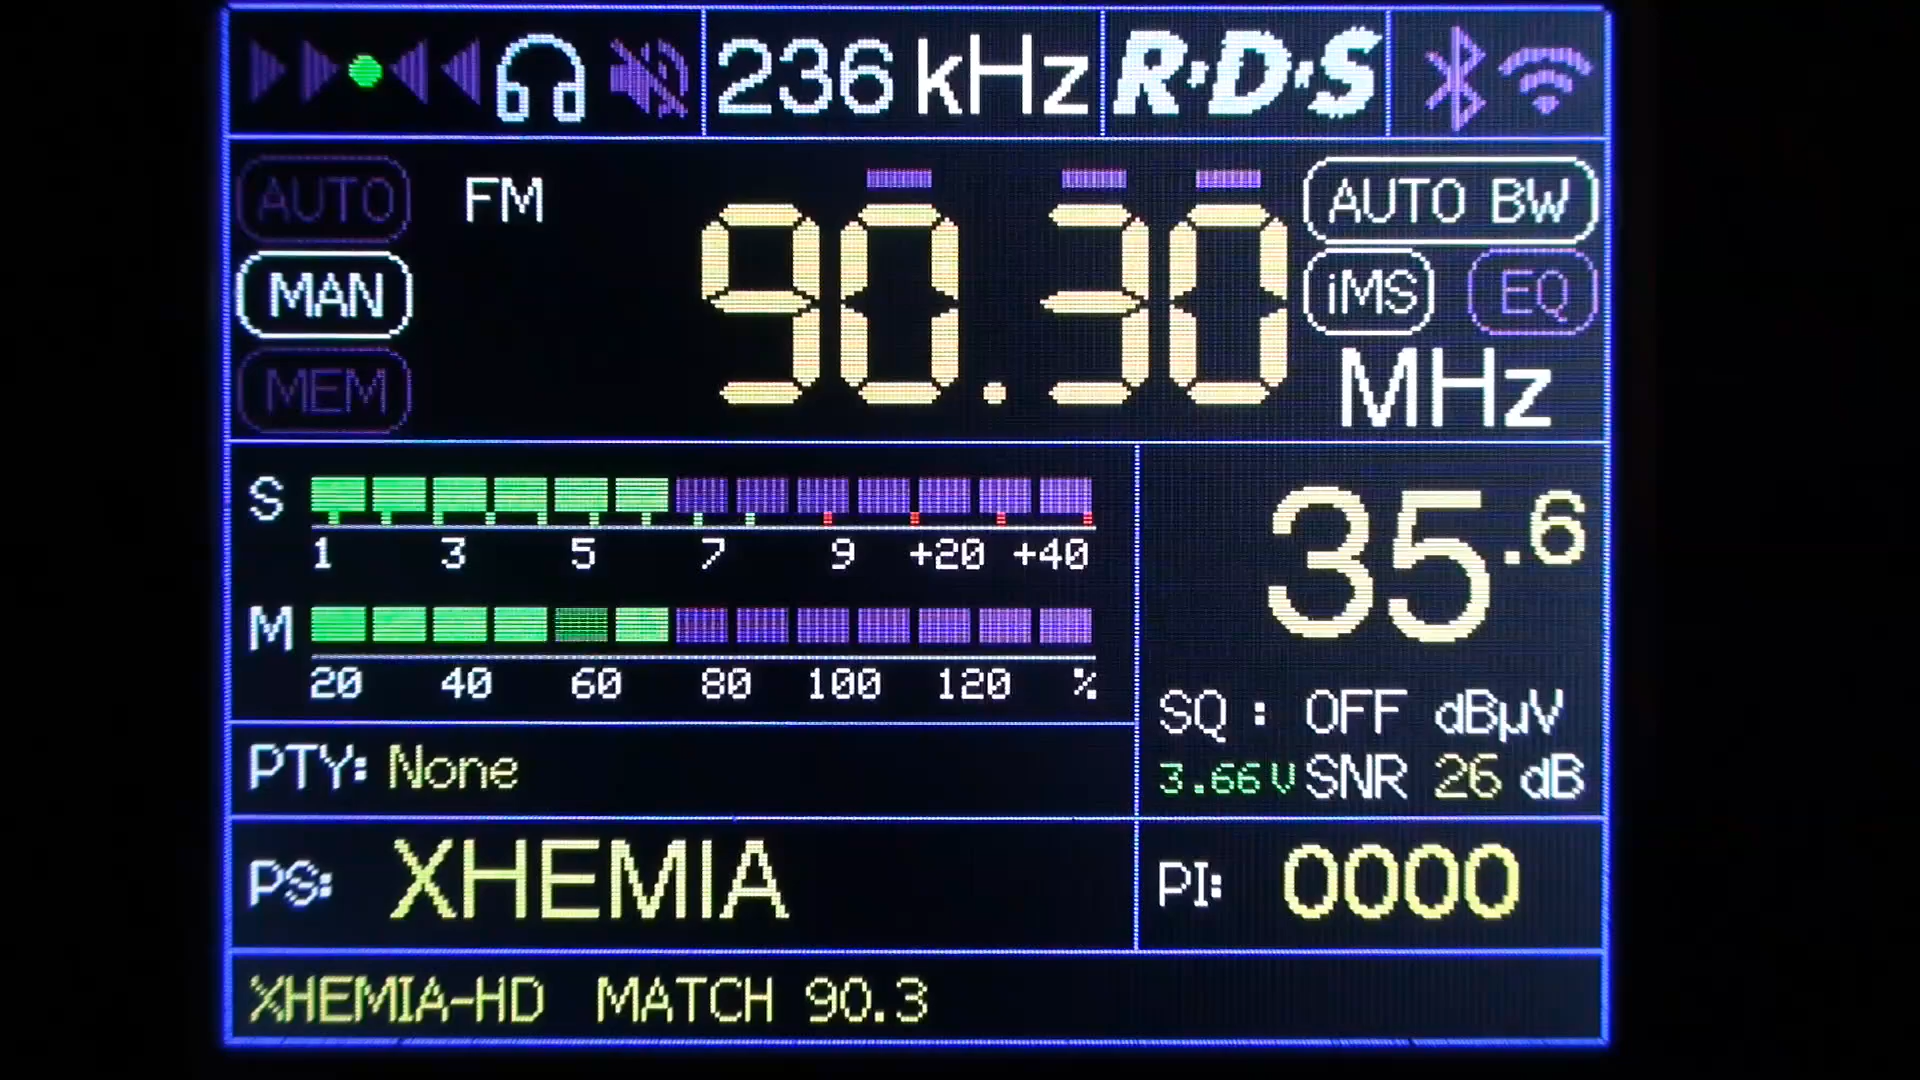 236 kHz R·D·S
AUTO FM 90.30 AUTO BW
MAN iMS EQ
MEM MHz
S
1 3 5 7 9 +20 +40
35.6
M
20 40 60 80 100 120 %
SQ : OFF dBµV
3.66V SNR 26 dB
PTY: None
PS: XHEMIA
PI: 0000
XHEMIA-HD MATCH 90.3